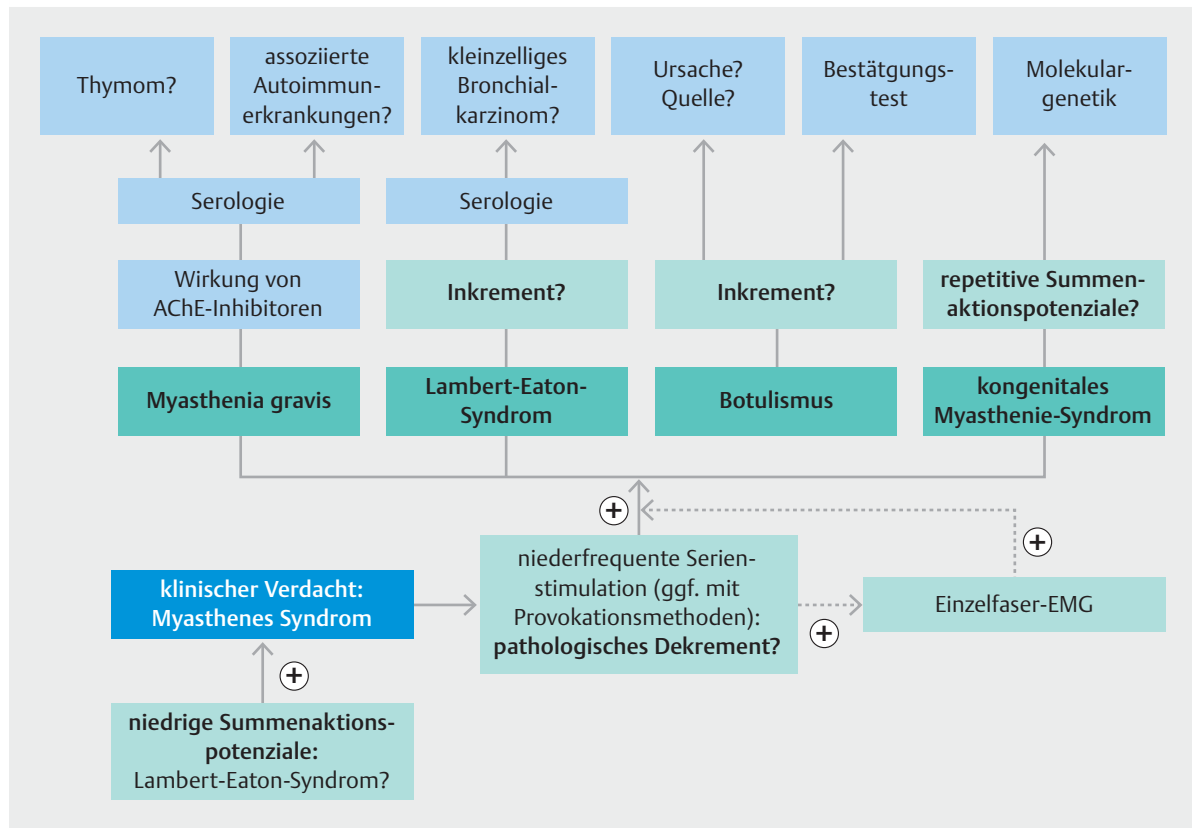 Thymom?
assoziierte
Autoimmun-
erkrankungen?
kleinzelliges
Bronchial-
karzinom?
Ursache?
Quelle?
Bestätgungs-
test
Molekular-
genetik
Serologie
Serologie
Wirkung von
AChE-Inhibitoren
Inkrement?
Inkrement?
repetitive Summen-
aktionspotenziale?
Myasthenia gravis
Lambert-Eaton-
Syndrom
Botulismus
kongenitales
Myasthenie-Syndrom
+
+
klinischer Verdacht:
Myasthenes Syndrom
niederfrequente Serien-
stimulation (ggf. mit
Provokationsmethoden):
pathologisches Dekrement?
+
Einzelfaser-EMG
+
niedrige Summenaktions-
potenziale:
Lambert-Eaton-Syndrom?